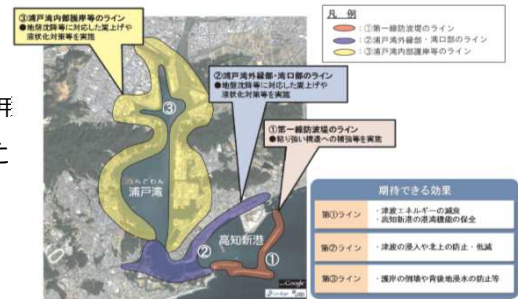 ③浦戸湾内部護岸等のライン
●地盤沈降等に対応した嵩上げや
液状化対策等を実施
凡 例
：①第一線防波堤のライン
：②浦戸湾外縁部・湾口部のライン
：③浦戸湾内部護岸等のライン
②浦戸湾外縁部・湾口部のライン
●地盤沈降等に対応した嵩上げや
液状化対策等を実施
①第一線防波堤のライン
●粘り強い構造への補強等を実施
③
うらどわん
浦戸湾
高知新港
②
①
Google
期待できる効果
第①ライン
・津波エネルギーの減衰
・高知新港の港湾機能の保全
第②ライン
・津波の浸入や北上の防止・低減
第③ライン
・護岸の倒壊や背後地浸水の防止等